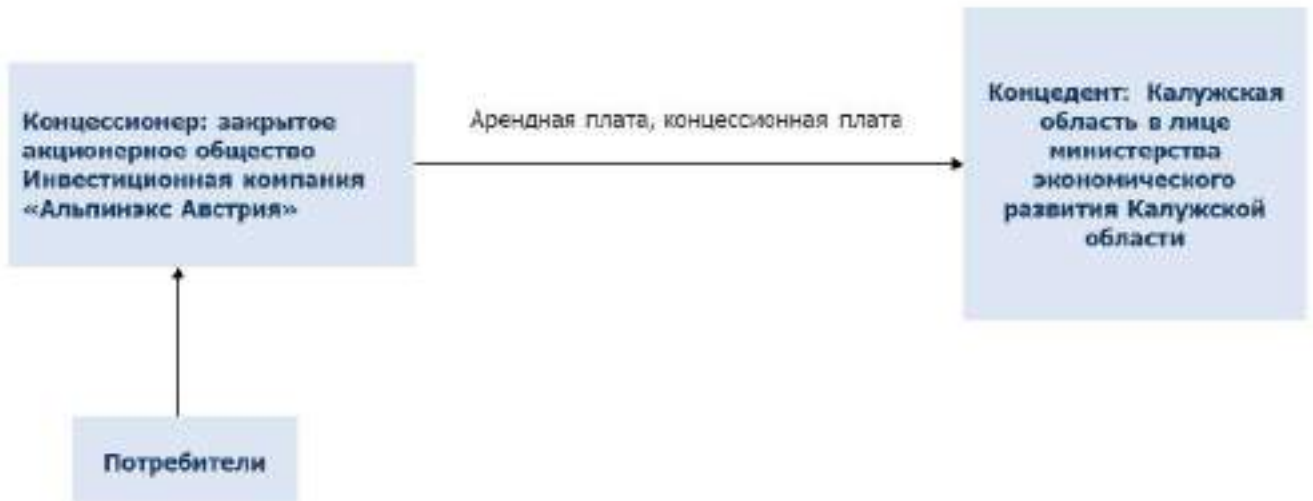 Концессионер: закрытое
акционерное общество
Инвестиционная компания
«Альпинэкс Австрия»
Арендная плата, концессионная плата
Концедент: Калужская
область в лице
министерства
экономического
развития Калужской
области
Потребители